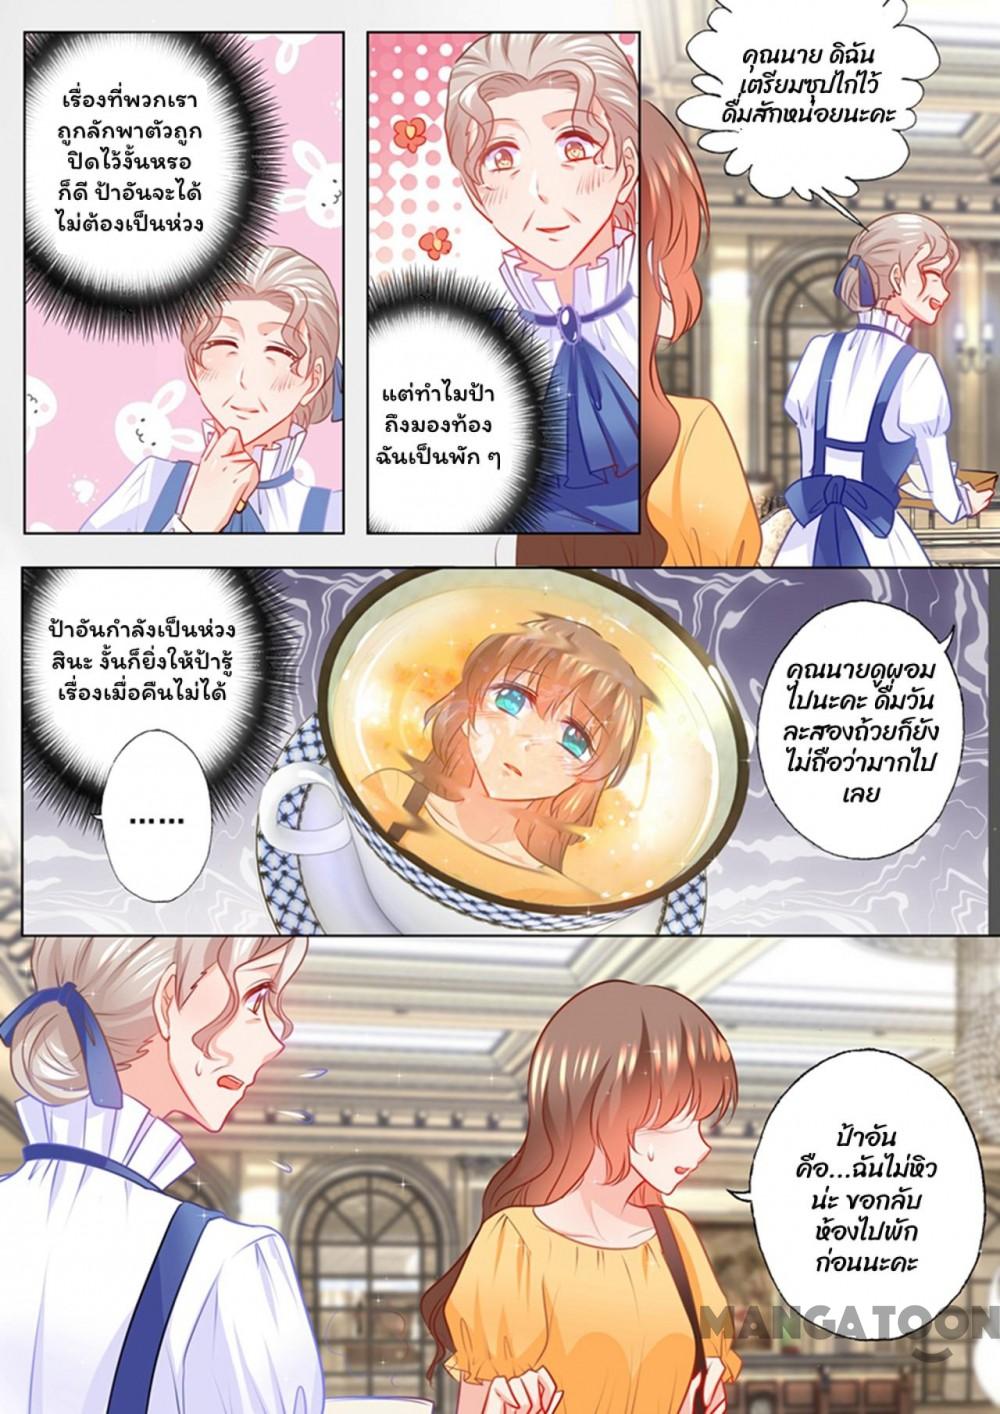 เรื่องที่พวกเรา
ถูกลักพาตัวถูก
ปิดไว้งั้นหรอ
ก็ดี ป้าอันจะได้
ไม่ต้องเป็นห่วง
แต่ทำไมป้า
ถึงมองท้อง
ฉันเป็นพัก ๆ
คุณนาย ดิฉัน
เตรียมซุปไก่ไว้
ดื่มสักหน่อยนะคะ
ป้าอันกำลังเป็นห่วง
สินะ งั้นก็ยิ่งให้ป้ารู้
เรื่องเมื่อคืนไม่ได้
......
คุณนายดูผอม
ไปนะคะ ดื่มวัน
ละสองถ้วยก็ยัง
ไม่ถือว่ามากไป
เลย
ป้าอัน
คือ...ฉันไม่หิว
น่ะ ขอกลับ
ห้องไปพัก
ก่อนนะคะ
MANGATOON